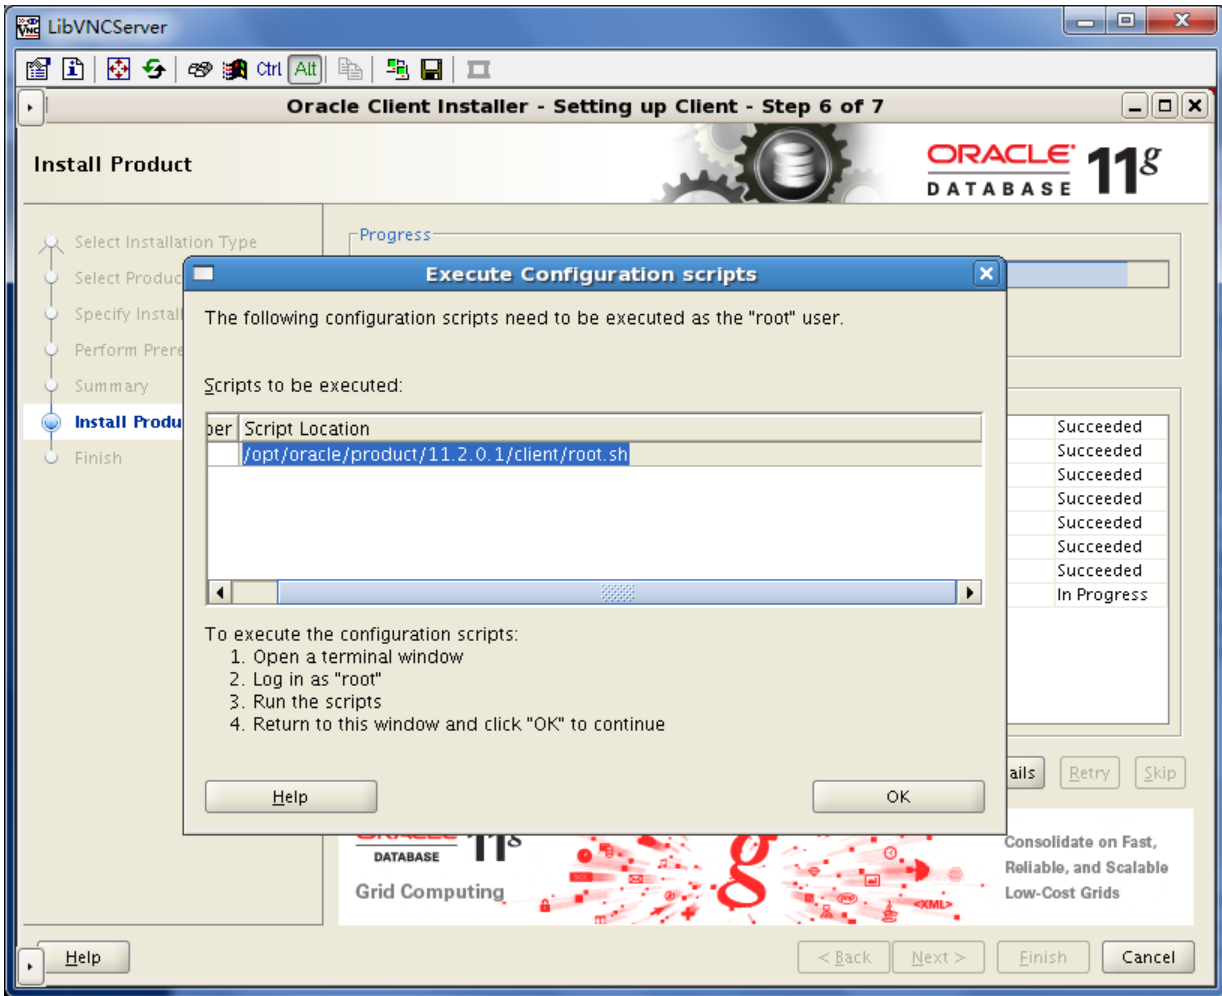 LibVNCServer
Ctrl Alt
Oracle Client Installer - Setting up Client - Step 6 of 7
Install Product
ORACLE 11g
DATABASE
Select Installation Type
Progress
Select Produc
Specify Install
Perform Prere
Summary
Install Produ
Finish
Execute Configuration scripts
The following configuration scripts need to be executed as the "root" user.
Scripts to be executed:
ber Script Location
/opt/oracle/product/11.2.0.1/client/root.sh
To execute the configuration scripts:
1. Open a terminal window
2. Log in as "root"
3. Run the scripts
4. Return to this window and click "OK" to continue
Help OK
Succeeded
Succeeded
Succeeded
Succeeded
Succeeded
Succeeded
Succeeded
In Progress
ails Retry Skip
ORACLE 11g
DATABASE
Grid Computing
g
<XML>
Consolidate on Fast,
Reliable, and Scalable
Low-Cost Grids
Help < Back Next > Finish Cancel